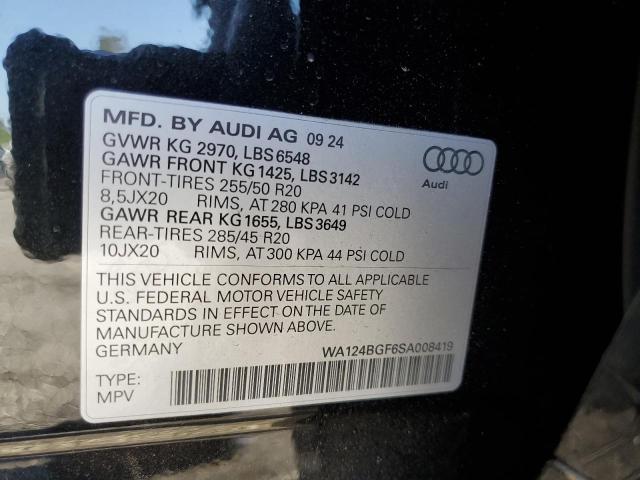 MFD. BY AUDI AG 09 24
GVWR KG 2970, LBS 6548
GAWR FRONT KG 1425, LBS 3142
FRONT-TIRES 255/50 R20
8,5JX20 RIMS, AT 280 KPA 41 PSI COLD
GAWR REAR KG 1655, LBS 3649
REAR-TIRES 285/45 R20
10JX20 RIMS, AT 300 KPA 44 PSI COLD
THIS VEHICLE CONFORMS TO ALL APPLICABLE
U.S. FEDERAL MOTOR VEHICLE SAFETY
STANDARDS IN EFFECT ON THE DATE OF
MANUFACTURE SHOWN ABOVE.
GERMANY WA124BGF6SA008419
TYPE:
MPV
Audi